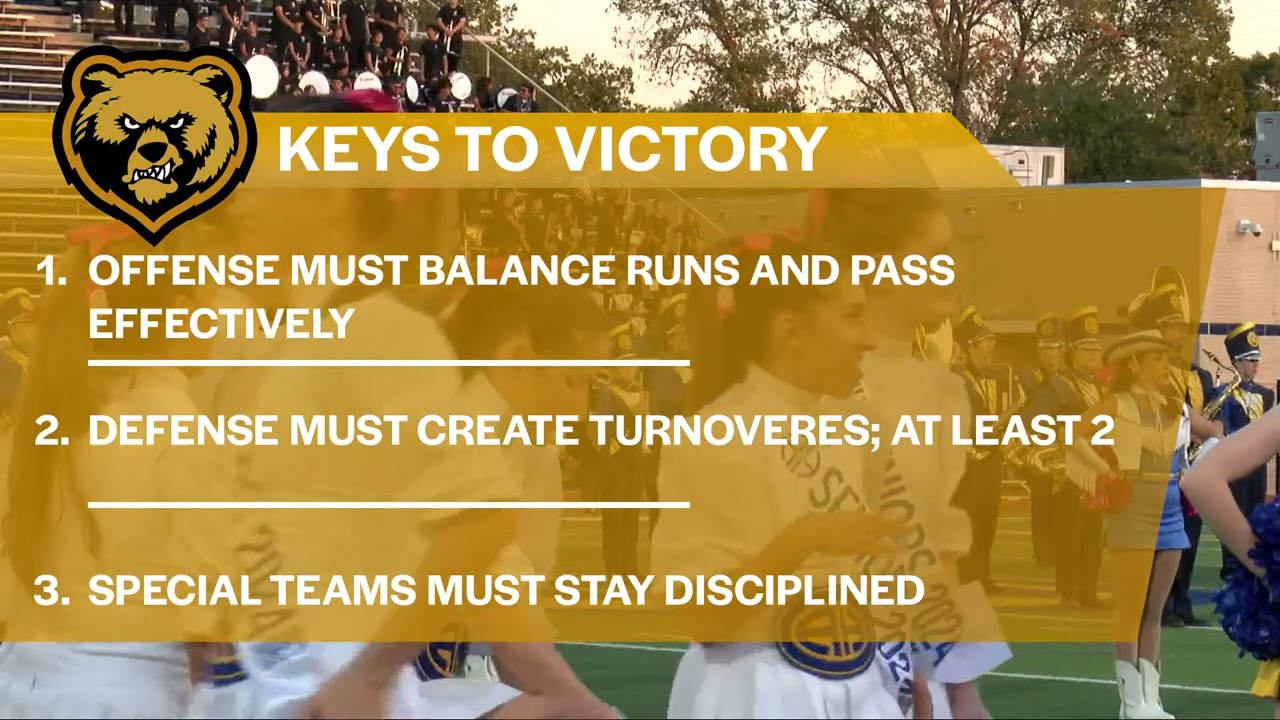 KEYS TO VICTORY
1. OFFENSE MUST BALANCE RUNS AND PASS
EFFECTIVELY
2. DEFENSE MUST CREATE TURNOVERES; AT LEAST 2
3. SPECIAL TEAMS MUST STAY DISCIPLINED